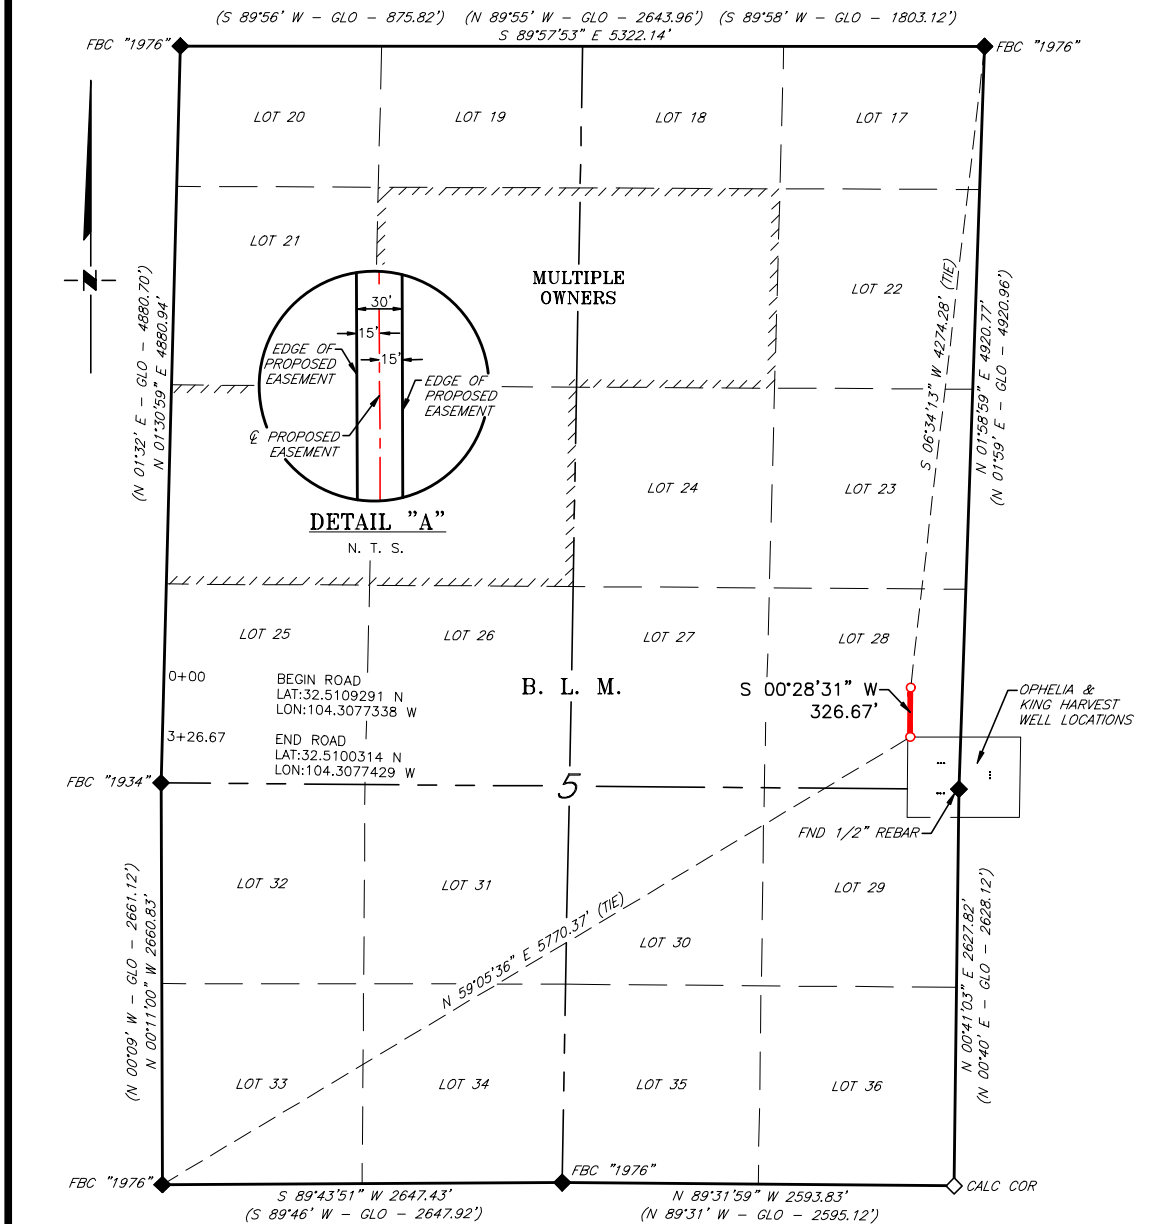 (S 89°56' W - GLO - 875.82') (N 89°55' W - GLO - 2643.96') (S 89°58' W - GLO - 1803.12')
S 89°57'53" E 5322.14'
FBC "1976"
FBC "1976"
LOT 20
LOT 19
LOT 18
LOT 17
LOT 21
LOT 22
MULTIPLE
OWNERS
N
(N 01°32' E - GLO - 4880.70')
N 01°30'59" E 4880.94'
S 06°34'13" W 4274.28' (TIE)
N 01°58'59" E 4920.77'
(N 01°59' E - GLO - 4920.96')
30'
15'
15'
EDGE OF
PROPOSED
EASEMENT
EDGE OF
PROPOSED
EASEMENT
℄ PROPOSED
EASEMENT
DETAIL "A"
N. T. S.
LOT 24
LOT 23
LOT 25
LOT 26
LOT 27
LOT 28
0+00
BEGIN ROAD
LAT:32.5109291 N
LON:104.3077338 W
3+26.67
END ROAD
LAT:32.5100314 N
LON:104.3077429 W
B. L. M.
S 00°28'31" W
326.67'
OPHELIA &
KING HARVEST
WELL LOCATIONS
FBC "1934"
5
FND 1/2" REBAR
LOT 32
LOT 31
LOT 30
LOT 29
(N 00°09' W - GLO - 2661.12')
N 00°11'00" W 2660.83'
N 59°05'36" E 5770.37' (TIE)
N 00°41'03" E 2627.82'
(N 00°40' E - GLO - 2628.12')
LOT 33
LOT 34
LOT 35
LOT 36
FBC "1976"
FBC "1976"
CALC COR
S 89°43'51" W 2647.43'
(S 89°46' W - GLO - 2647.92')
N 89°31'59" W 2593.83'
(N 89°31' W - GLO - 2595.12')